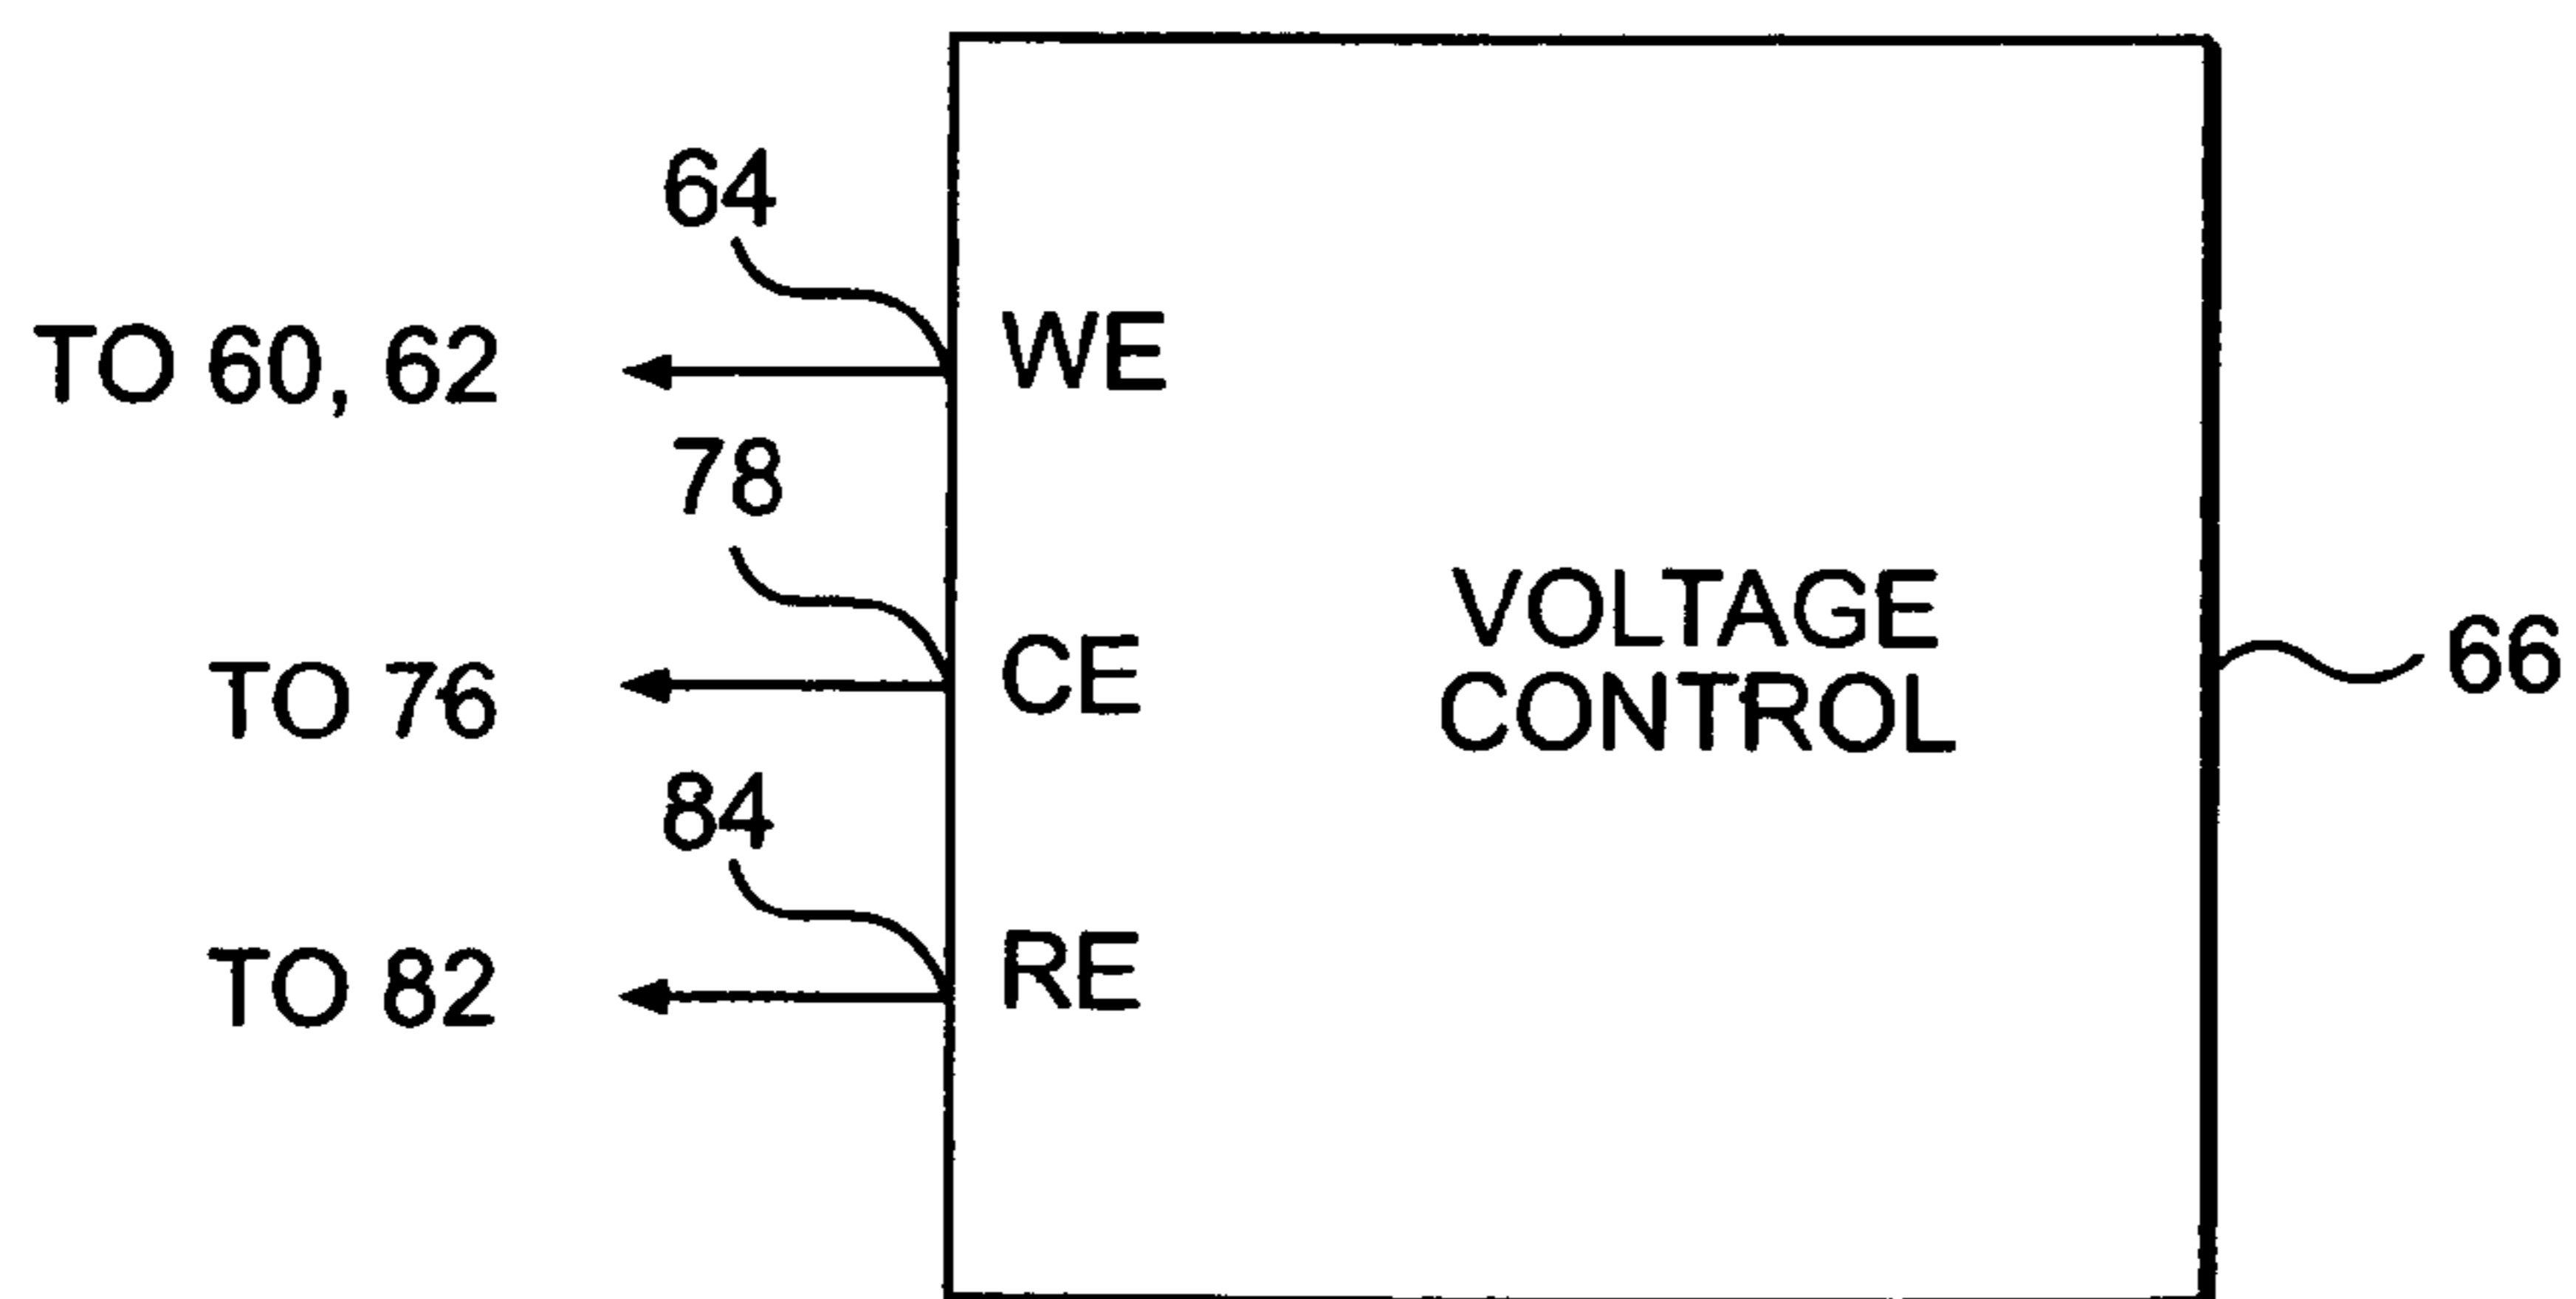 64
TO 60, 62
WE
78
TO 76
CE
VOLTAGE
CONTROL
66
84
TO 82
RE